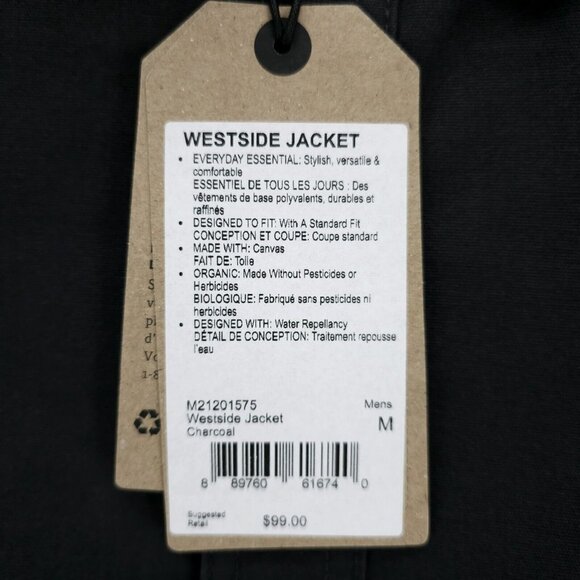 WESTSIDE JACKET
• EVERYDAY ESSENTIAL: Stylish, versatile &
comfortable
ESSENTIEL DE TOUS LES JOURS : Des
vêtements de base polyvalents, durables et
raffinés
• DESIGNED TO FIT: With A Standard Fit
CONCEPTION ET COUPE: Coupe standard
• MADE WITH: Canvas
FAIT DE: Toile
• ORGANIC: Made Without Pesticides or
Herbicides
BIOLOGIQUE: Fabriqué sans pesticides ni
herbicides
• DESIGNED WITH: Water Repellancy
DÉTAIL DE CONCEPTION: Traitement repousse
l'eau
M21201575 Mens
Westside Jacket M
Charcoal
8 89760 61674 0
Suggested
Retail $99.00